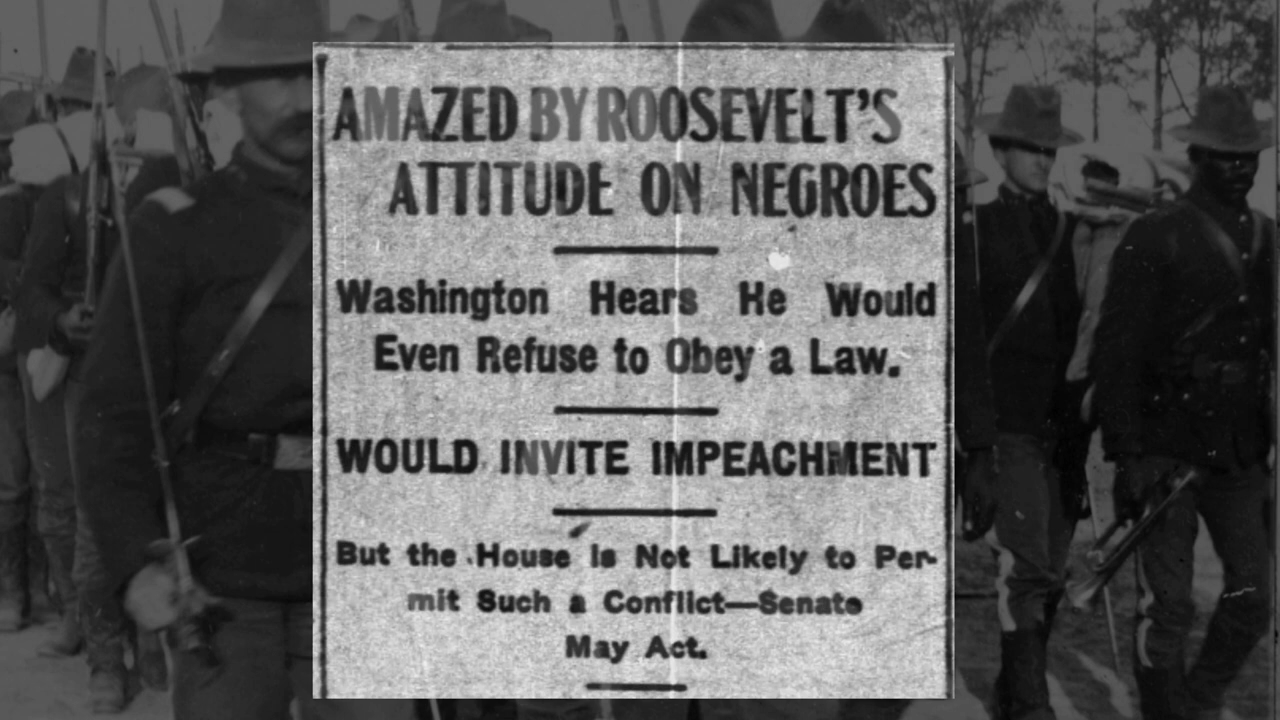 AMAZED BY ROOSEVELT'S
ATTITUDE ON NEGROES
Washington Hears He Would
Even Refuse to Obey a Law.
WOULD INVITE IMPEACHMENT
But the House Is Not Likely to Per-
mit Such a Conflict—Senate
May Act.